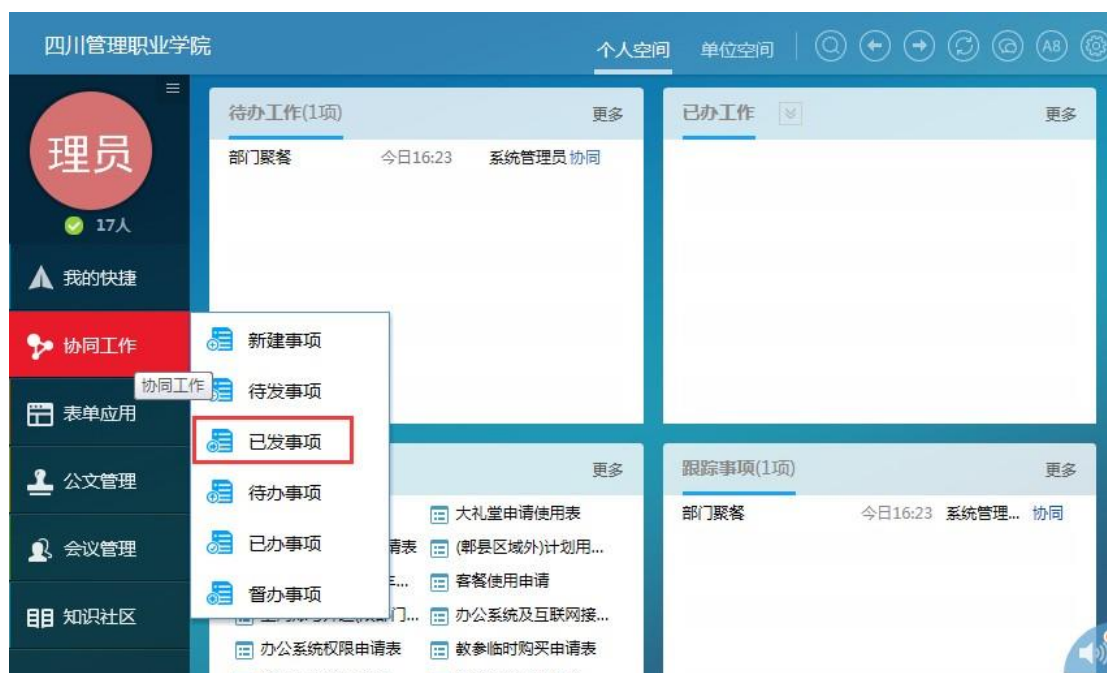 四川管理职业学院
个人空间 单位空间 A8
理员
17人
我的快捷
协同工作
协同工作
表单应用
公文管理
会议管理
知识社区
待办工作(1项) 更多
部门聚餐 今日16:23 系统管理员 协同
已办工作 更多
新建事项
待发事项
已发事项
待办事项
已办事项
督办事项
更多
大礼堂申请使用表
请表 (郫县区域外)计划用...
客餐使用申请
办公系统及互联网接...
办公系统权限申请表 教参临时购买申请表
跟踪事项(1项) 更多
部门聚餐 今日16:23 系统管理... 协同